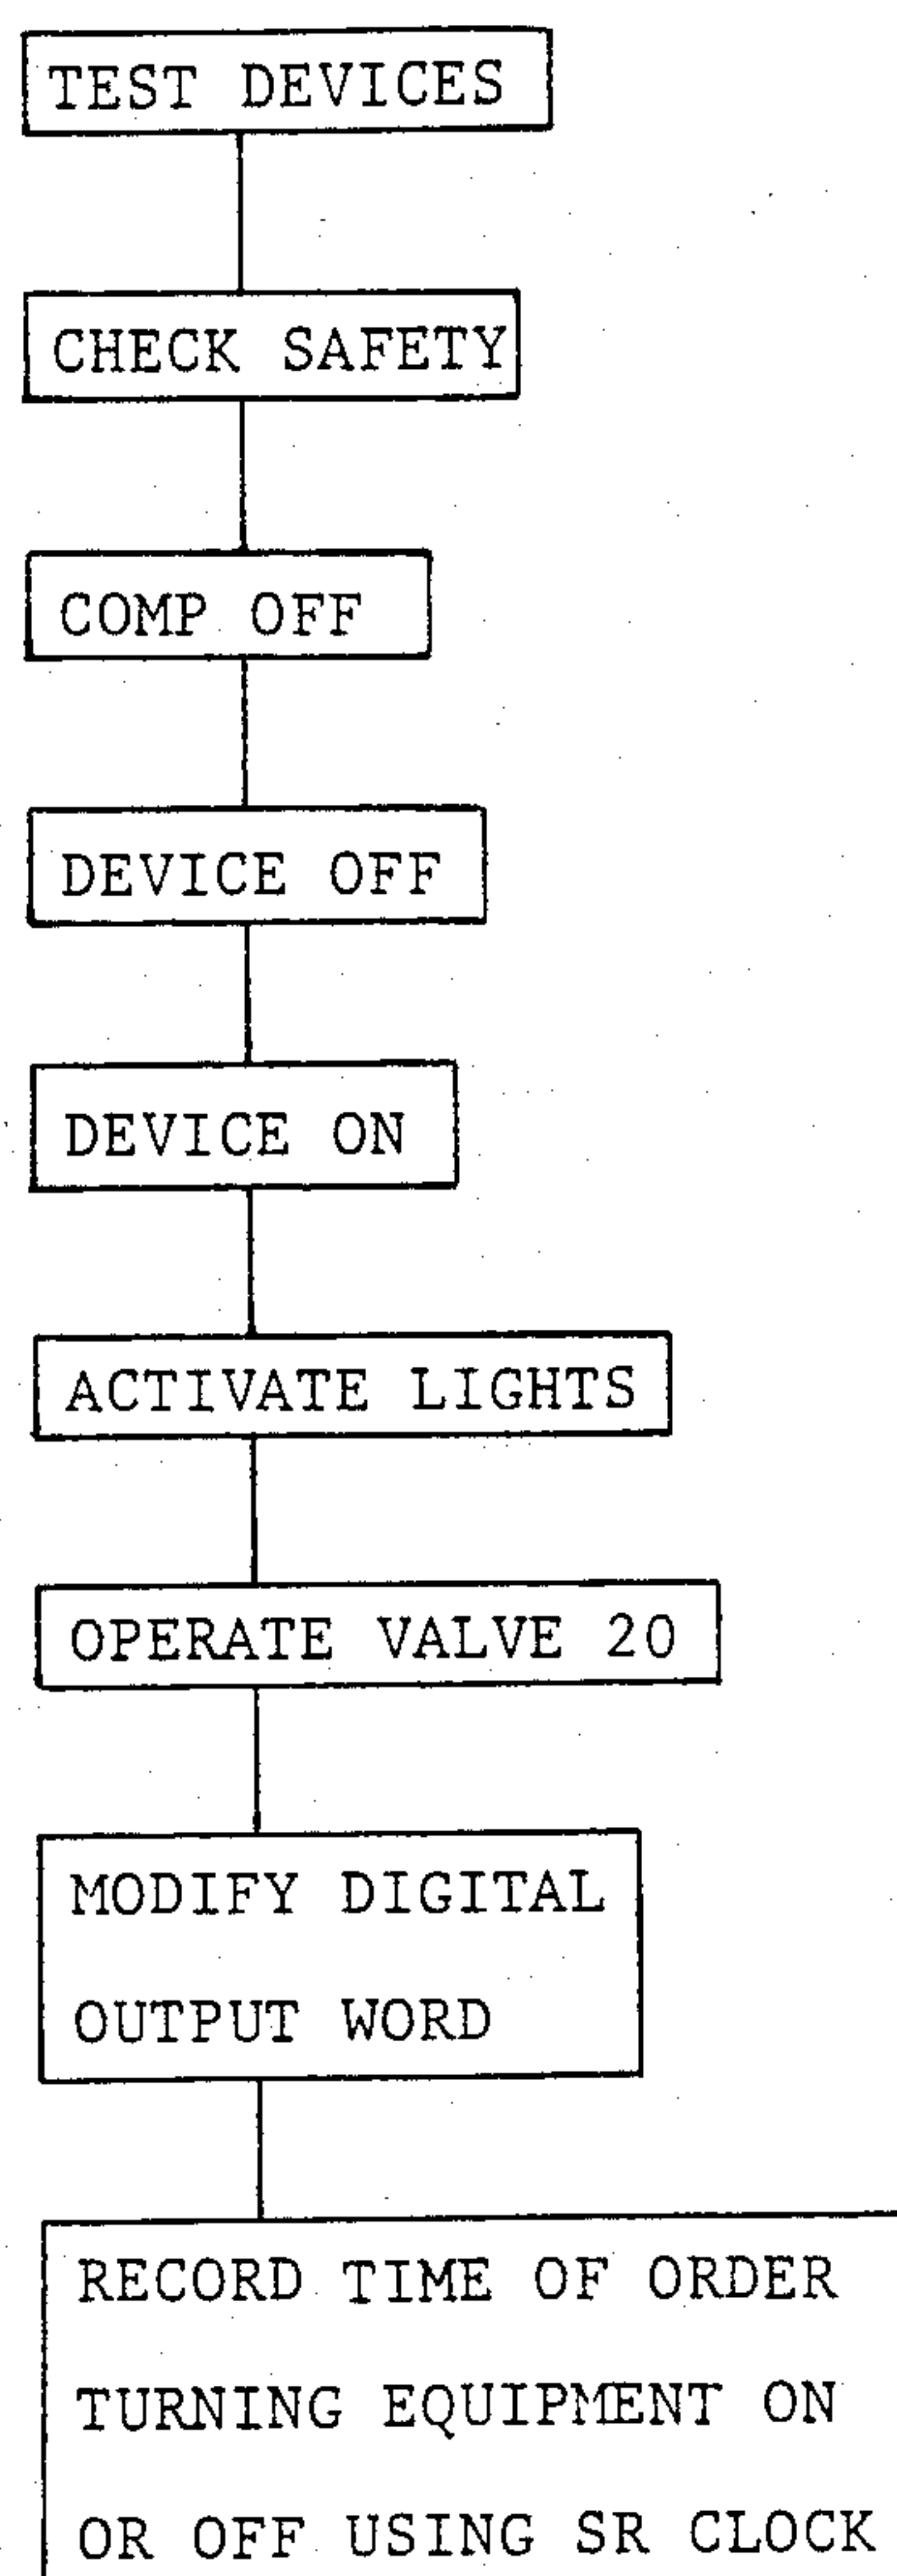 TEST DEVICES
CHECK SAFETY
COMP OFF
DEVICE OFF
DEVICE ON
ACTIVATE LIGHTS
OPERATE VALVE 20
MODIFY DIGITAL
OUTPUT WORD
RECORD TIME OF ORDER
TURNING EQUIPMENT ON
OR OFF USING SR CLOCK